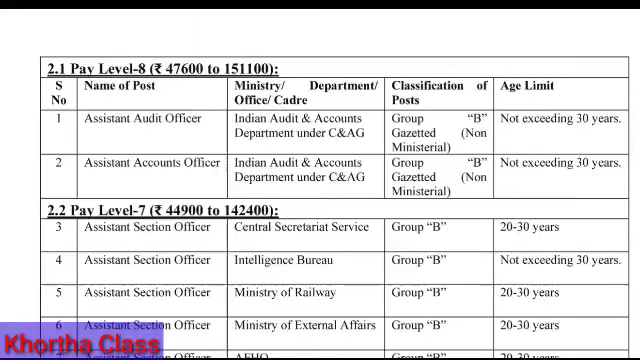 2.1 Pay Level-8 (₹ 47600 to 151100):
S No | Name of Post | Ministry/ Department/ Office/ Cadre | Classification of Posts | Age Limit
1 | Assistant Audit Officer | Indian Audit & Accounts Department under C&AG | Group “B” Gazetted (Non Ministerial) | Not exceeding 30 years.
2 | Assistant Accounts Officer | Indian Audit & Accounts Department under C&AG | Group “B” Gazetted (Non Ministerial) | Not exceeding 30 years.
2.2 Pay Level-7 (₹ 44900 to 142400):
3 | Assistant Section Officer | Central Secretariat Service | Group “B” | 20-30 years
4 | Assistant Section Officer | Intelligence Bureau | Group “B” | Not exceeding 30 years.
5 | Assistant Section Officer | Ministry of Railway | Group “B” | 20-30 years
6 | Assistant Section Officer | Ministry of External Affairs | Group “B” | 20-30 years
AFHQ
Khortha Class